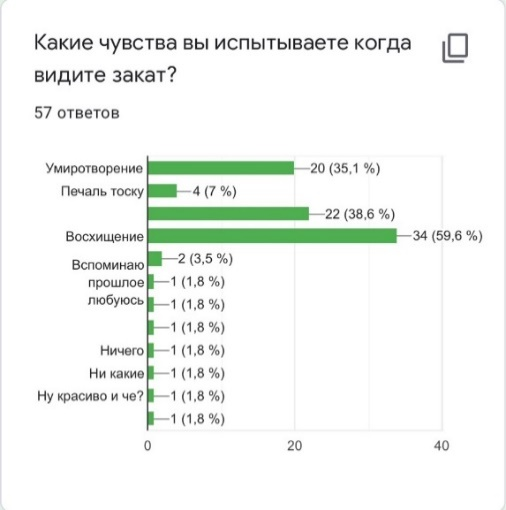 Какие чувства вы испытываете когда
видите закат?
57 ответов
Умиротворение 20 (35,1 %)
Печаль тоску 4 (7 %)
22 (38,6 %)
Восхищение 34 (59,6 %)
Вспоминаю 2 (3,5 %)
прошлое 1 (1,8 %)
любуюсь 1 (1,8 %)
1 (1,8 %)
Ничего 1 (1,8 %)
Ни какие 1 (1,8 %)
Ну красиво и че? 1 (1,8 %)
1 (1,8 %)
0 20 40